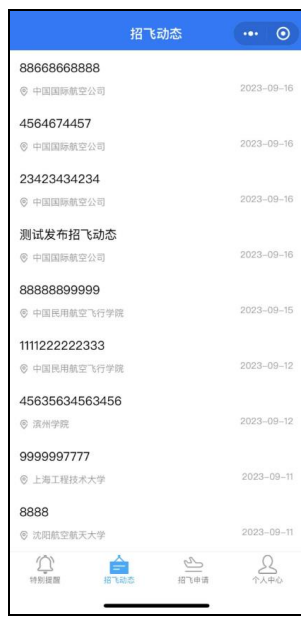 招飞动态
88668668888
中国国际航空公司 2023-09-16
4564674457
中国国际航空公司 2023-09-16
23423434234
中国国际航空公司 2023-09-16
测试发布招飞动态
中国国际航空公司 2023-09-16
88888899999
中国民用航空飞行学院 2023-09-15
1111222222333
中国民用航空飞行学院 2023-09-12
45635634563456
滨州学院 2023-09-12
9999997777
上海工程技术大学 2023-09-11
8888
沈阳航空航天大学 2023-09-11
特别提醒 招飞动态 招飞申请 个人中心